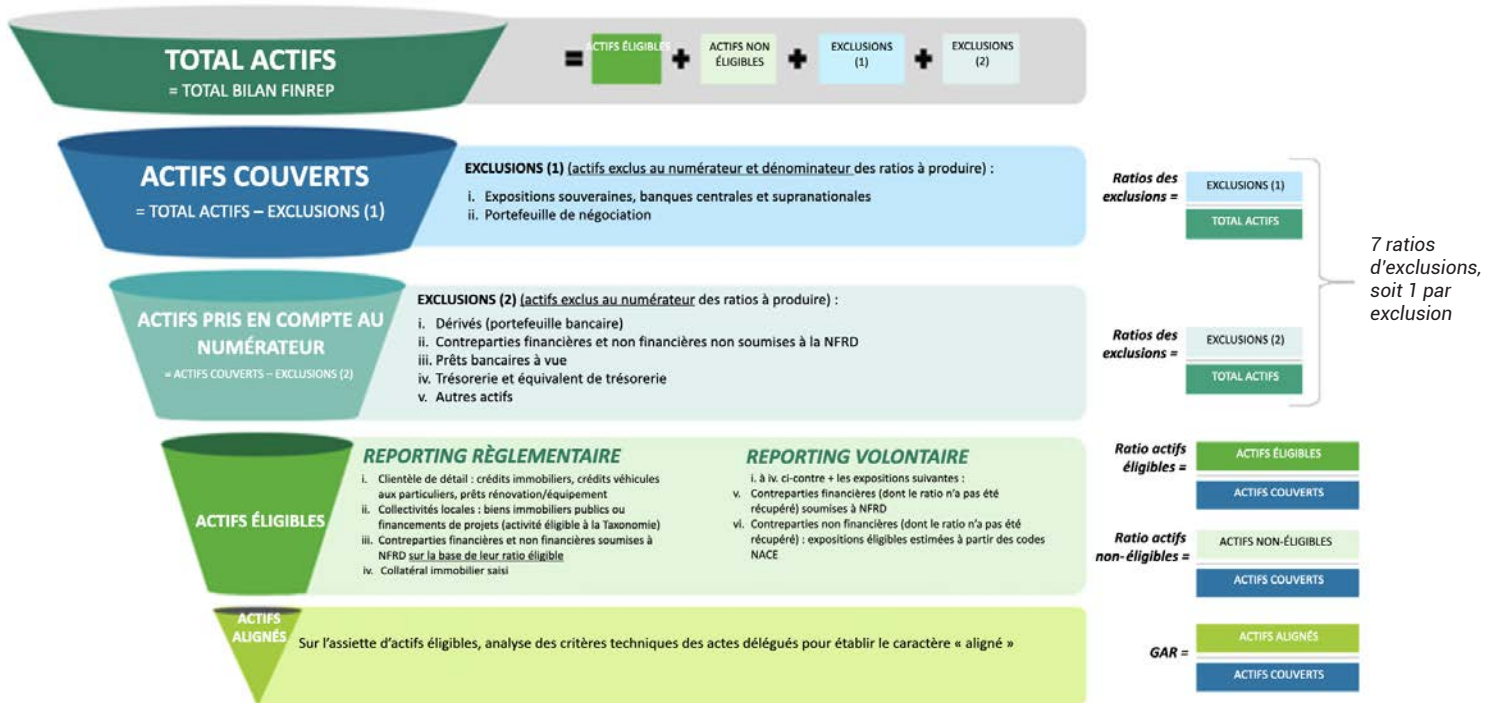 TOTAL ACTIFS
= TOTAL BILAN FINREP
=
ACTIFS ÉLIGIBLES
+
ACTIFS NON
ÉLIGIBLES
+
EXCLUSIONS
(1)
+
EXCLUSIONS
(2)
ACTIFS COUVERTS
= TOTAL ACTIFS – EXCLUSIONS (1)
EXCLUSIONS (1) (actifs exclus au numérateur et dénominateur des ratios à produire) :
i. Expositions souveraines, banques centrales et supranationales
ii. Portefeuille de négociation
Ratios des
exclusions =
EXCLUSIONS (1)
TOTAL ACTIFS
7 ratios
d'exclusions,
soit 1 par
exclusion
ACTIFS PRIS EN COMPTE AU
NUMÉRATEUR
= ACTIFS COUVERTS – EXCLUSIONS (2)
EXCLUSIONS (2) (actifs exclus au numérateur des ratios à produire) :
i. Dérivés (portefeuille bancaire)
ii. Contreparties financières et non financières non soumises à la NFRD
iii. Prêts bancaires à vue
iv. Trésorerie et équivalent de trésorerie
v. Autres actifs
Ratios des
exclusions =
EXCLUSIONS (2)
TOTAL ACTIFS
ACTIFS ÉLIGIBLES
REPORTING RÈGLEMENTAIRE
i. Clientèle de détail : crédits immobiliers, crédits véhicules
aux particuliers, prêts rénovation/équipement
ii. Collectivités locales : biens immobiliers publics ou
financements de projets (activité éligible à la Taxonomie)
iii. Contreparties financières et non financières soumises à
NFRD sur la base de leur ratio éligible
iv. Collatéral immobilier saisi
REPORTING VOLONTAIRE
i. à iv. ci-contre + les expositions suivantes :
v. Contreparties financières (dont le ratio n'a pas été
récupéré) soumises à NFRD
vi. Contreparties non financières (dont le ratio n'a pas été
récupéré) : expositions éligibles estimées à partir des codes
NACE
Ratio actifs
éligibles =
ACTIFS ÉLIGIBLES
ACTIFS COUVERTS
Ratio actifs
non-éligibles =
ACTIFS NON-ÉLIGIBLES
ACTIFS COUVERTS
ACTIFS
ALIGNÉS
Sur l'assiette d'actifs éligibles, analyse des critères techniques des actes délégués pour établir le caractère « aligné »
GAR =
ACTIFS ALIGNÉS
ACTIFS COUVERTS